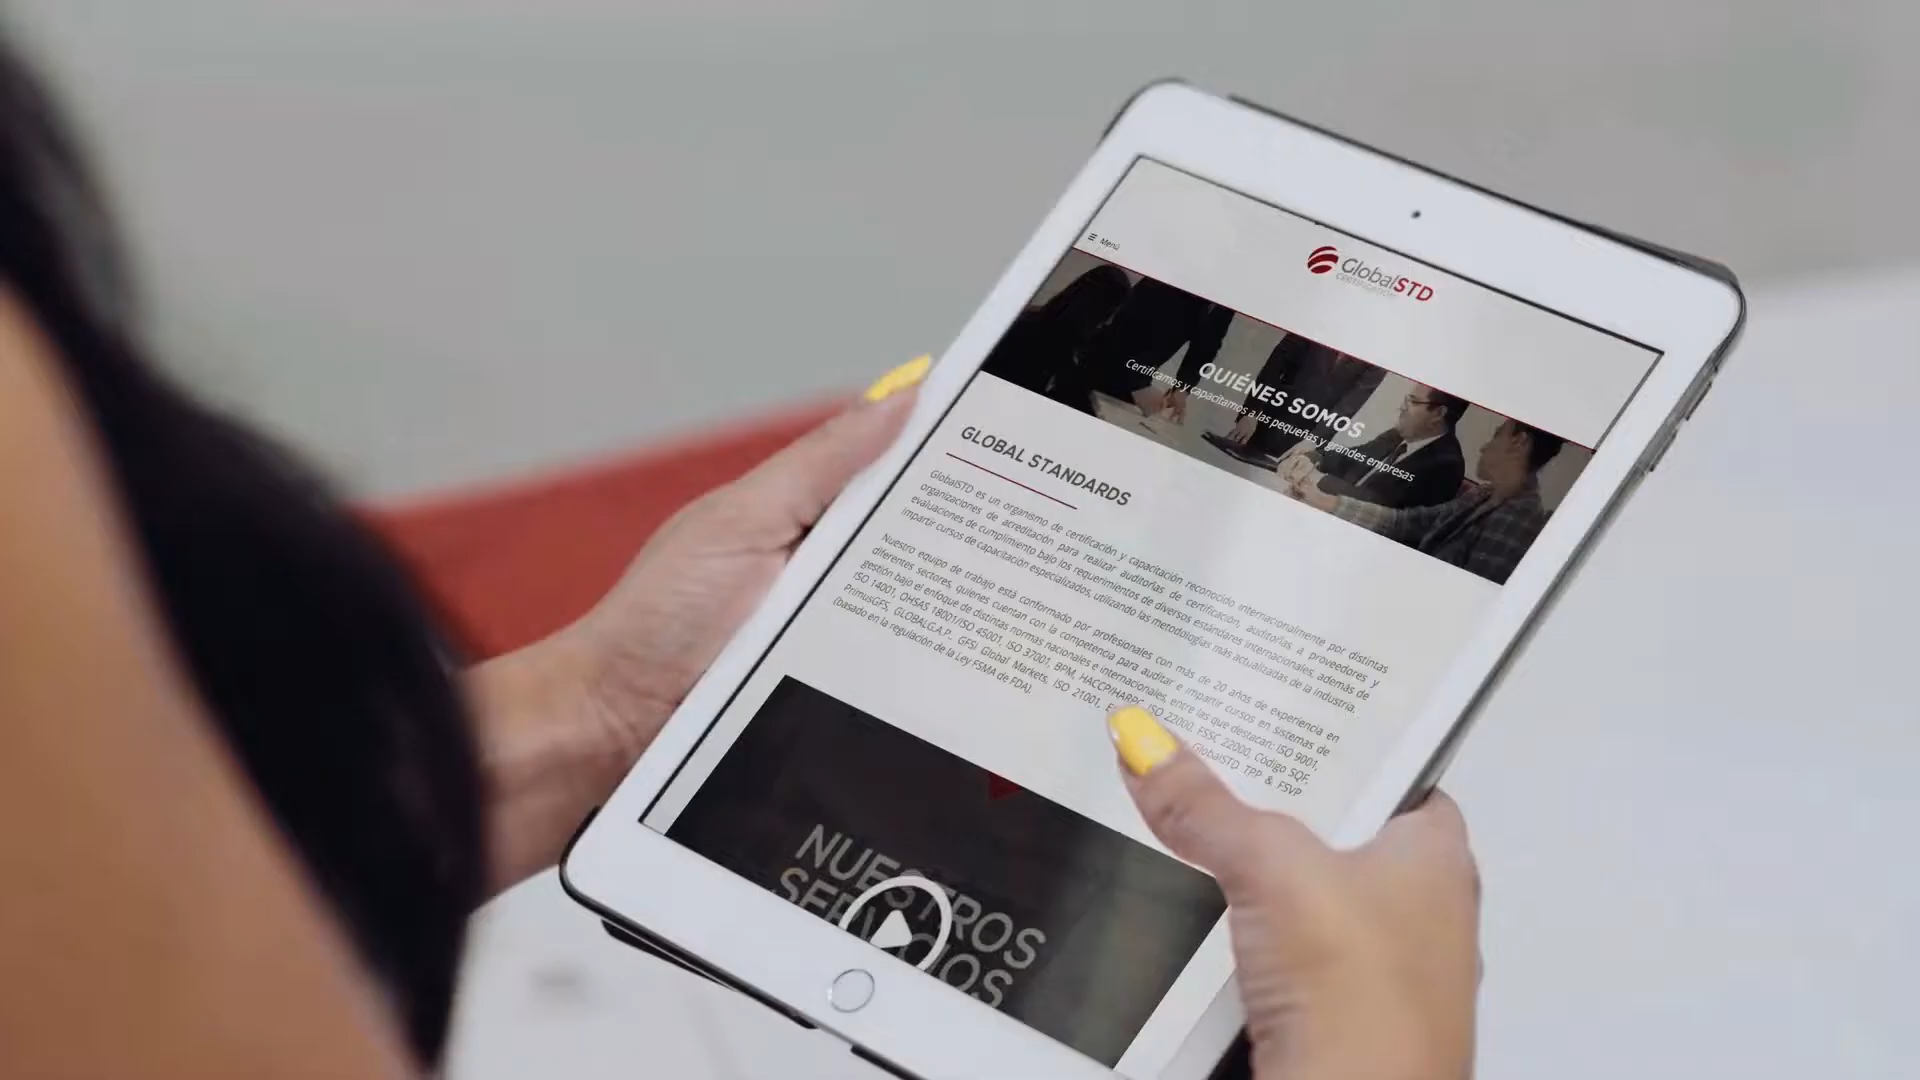 ☰ Menú
GlobalSTD
certificación
QUIÉNES SOMOS
Certificamos y capacitamos a las pequeñas y grandes empresas
GLOBAL STANDARDS
GlobalSTD es un organismo de certificación y capacitación reconocido internacionalmente por distintas
organizaciones de acreditación para realizar auditorías de certificación, auditorías a proveedores y
evaluaciones de cumplimiento bajo los requerimientos de diversos estándares internacionales, además de
impartir cursos de capacitación especializados, utilizando las metodologías más actualizadas de la industria.
Nuestro equipo de trabajo está conformado por profesionales con más de 20 años de experiencia en
diferentes sectores, quienes cuentan con la competencia para auditar e impartir cursos en sistemas de
gestión bajo el enfoque de distintas normas nacionales e internacionales, entre las que destacan: ISO 9001,
ISO 14001, OHSAS 18001/ISO 45001, ISO 37001, BPM, HACCP/HARPC, ISO 22000, FSSC 22000, Código SQF,
PrimusGFS, GLOBALG.A.P., GFSI Global Markets, ISO 21001, GlobalSTD TPP & FSVP
(basado en la regulación de la Ley FSMA de FDA).
NUESTROS
SERVICIOS